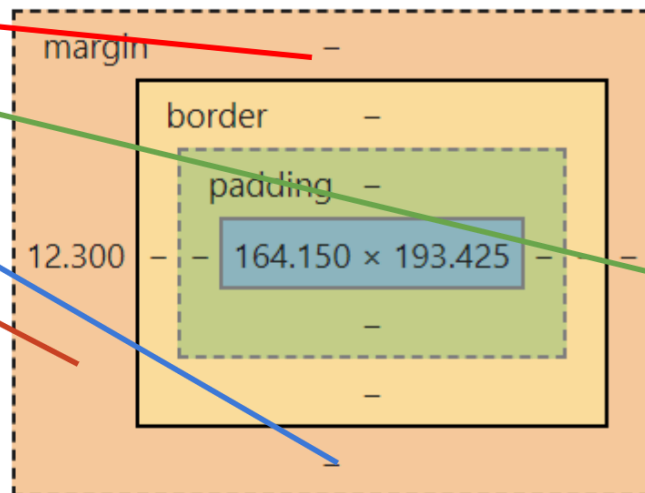 margin –
border –
padding –
12.300 – – 164.150 × 193.425 – – –
–
–
–